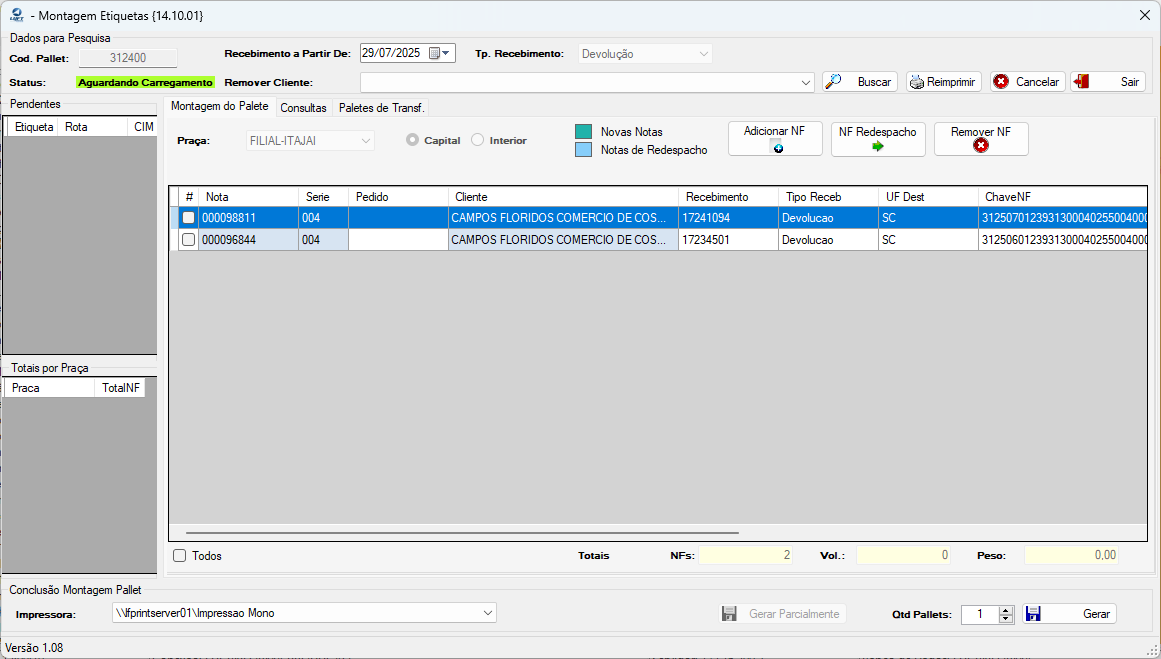 - Montagem Etiquetas {14.10.01}
Dados para Pesquisa
Cod. Pallet: 312400 Recebimento a Partir De: 29/07/2025 Tp. Recebimento: Devolução
Status: Aguardando Carregamento Remover Cliente: Buscar Reimprimir Cancelar Sair
Pendentes
Etiqueta Rota CIM
Montagem do Palete Consultas Paletes de Transf.
Praça: FILIAL-ITAJAI Capital Interior
Novas Notas
Notas de Redespacho
Adicionar NF NF Redespacho Remover NF
# Nota Serie Pedido Cliente Recebimento Tipo Receb UF Dest ChaveNF
000098811 004 CAMPOS FLORIDOS COMERCIO DE COS... 17241094 Devolucao SC 3125070123931300040255004000
000096844 004 CAMPOS FLORIDOS COMERCIO DE COS... 17234501 Devolucao SC 3125060123931300040255004000
Totais por Praça
Praca TotalNF
Todos Totais NFs: 2 Vol.: 0 Peso: 0,00
Conclusão Montagem Pallet
Impressora: \\lfprintserver01\Impressao Mono Gerar Parcialmente Qtd Pallets: 1 Gerar
Versão 1.08